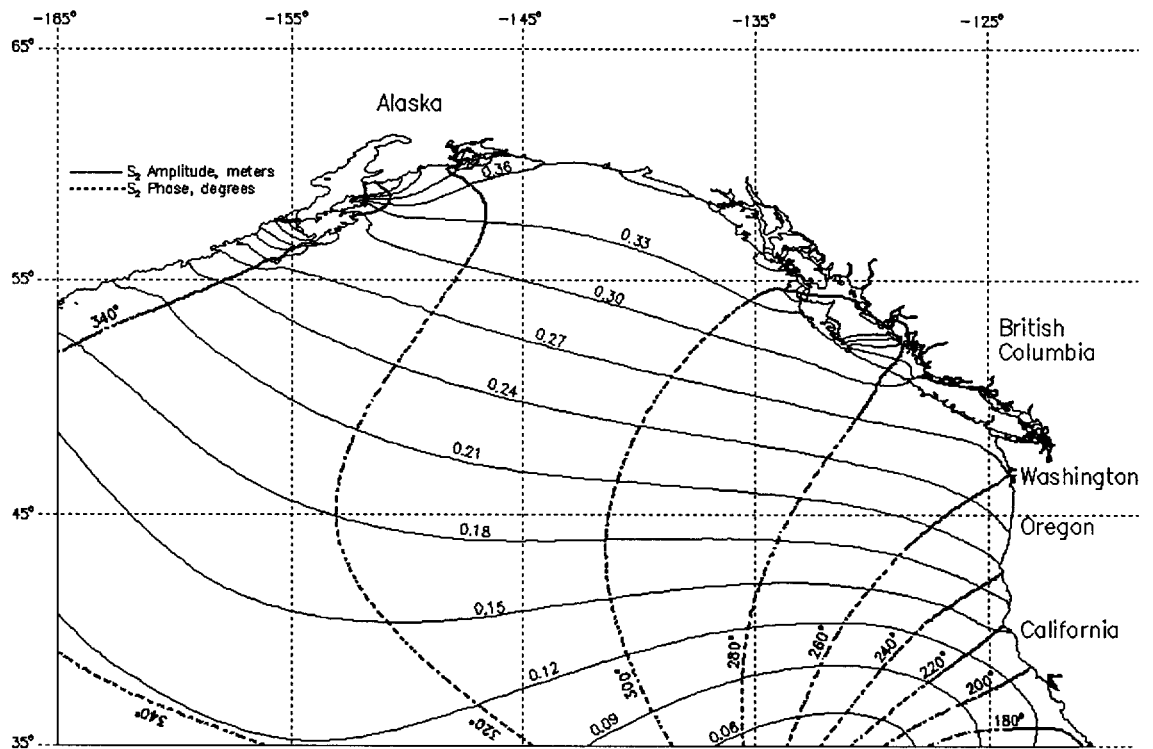 -165° -155° -145° -135° -125°
65°
Alaska
S₂ Amplitude, meters
S₂ Phase, degrees
0.36
0.33
55°
0.30
340°
British
Columbia
0.27
0.24
0.21
Washington
45°
0.18
Oregon
0.15
California
280° 260° 240° 220°
0.12
300°
200°
340°
320°
0.09
0.06
180°
35°